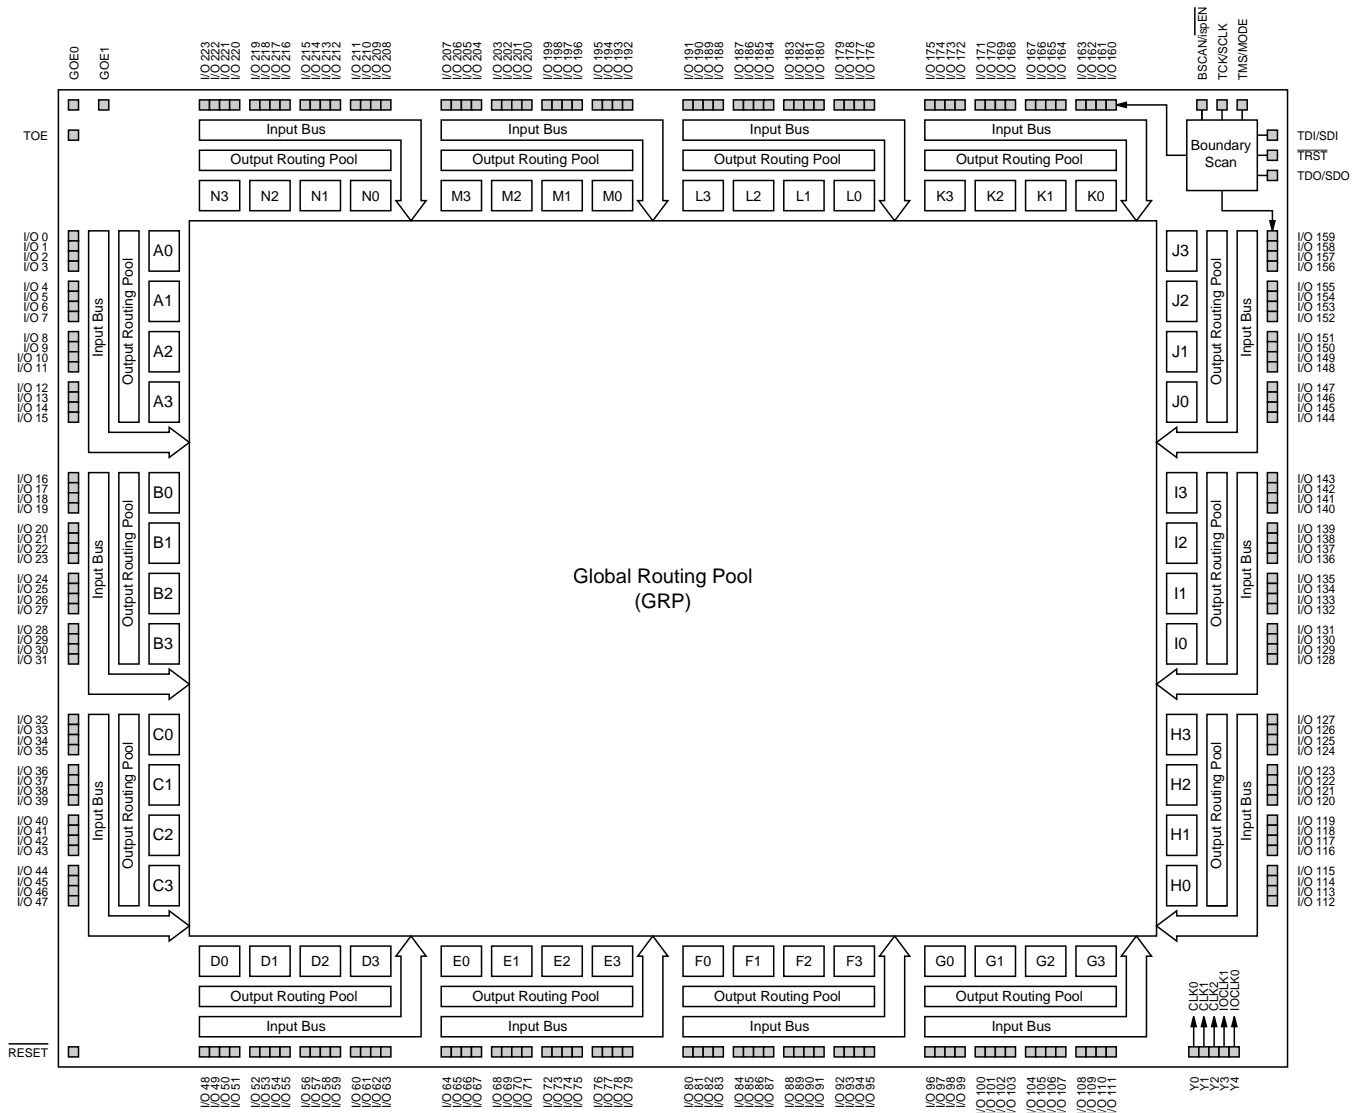 GOE0
GOE1
I/O 223
I/O 222
I/O 221
I/O 220
I/O 219
I/O 218
I/O 217
I/O 216
I/O 215
I/O 214
I/O 213
I/O 212
I/O 211
I/O 210
I/O 209
I/O 208
I/O 207
I/O 206
I/O 205
I/O 204
I/O 203
I/O 202
I/O 201
I/O 200
I/O 199
I/O 198
I/O 197
I/O 196
I/O 195
I/O 194
I/O 193
I/O 192
I/O 191
I/O 190
I/O 189
I/O 188
I/O 187
I/O 186
I/O 185
I/O 184
I/O 183
I/O 182
I/O 181
I/O 180
I/O 179
I/O 178
I/O 177
I/O 176
I/O 175
I/O 174
I/O 173
I/O 172
I/O 171
I/O 170
I/O 169
I/O 168
I/O 167
I/O 166
I/O 165
I/O 164
I/O 163
I/O 162
I/O 161
I/O 160
BSCAN/ispEN
TCK/SCLK
TMS/MODE
TOE
Input Bus
Input Bus
Input Bus
Input Bus
Boundary
Scan
TDI/SDI
TRST
TDO/SDO
Output Routing Pool
Output Routing Pool
Output Routing Pool
Output Routing Pool
N3 N2 N1 N0
M3 M2 M1 M0
L3 L2 L1 L0
K3 K2 K1 K0
I/O 0
I/O 1
I/O 2
I/O 3
I/O 4
I/O 5
I/O 6
I/O 7
I/O 8
I/O 9
I/O 10
I/O 11
I/O 12
I/O 13
I/O 14
I/O 15
Input Bus
Output Routing Pool
A0
A1
A2
A3
I/O 16
I/O 17
I/O 18
I/O 19
I/O 20
I/O 21
I/O 22
I/O 23
I/O 24
I/O 25
I/O 26
I/O 27
I/O 28
I/O 29
I/O 30
I/O 31
Input Bus
Output Routing Pool
B0
B1
B2
B3
I/O 32
I/O 33
I/O 34
I/O 35
I/O 36
I/O 37
I/O 38
I/O 39
I/O 40
I/O 41
I/O 42
I/O 43
I/O 44
I/O 45
I/O 46
I/O 47
Input Bus
Output Routing Pool
C0
C1
C2
C3
Global Routing Pool
(GRP)
J3
J2
J1
J0
Output Routing Pool
Input Bus
I/O 159
I/O 158
I/O 157
I/O 156
I/O 155
I/O 154
I/O 153
I/O 152
I/O 151
I/O 150
I/O 149
I/O 148
I/O 147
I/O 146
I/O 145
I/O 144
I3
I2
I1
I0
Output Routing Pool
Input Bus
I/O 143
I/O 142
I/O 141
I/O 140
I/O 139
I/O 138
I/O 137
I/O 136
I/O 135
I/O 134
I/O 133
I/O 132
I/O 131
I/O 130
I/O 129
I/O 128
H3
H2
H1
H0
Output Routing Pool
Input Bus
I/O 127
I/O 126
I/O 125
I/O 124
I/O 123
I/O 122
I/O 121
I/O 120
I/O 119
I/O 118
I/O 117
I/O 116
I/O 115
I/O 114
I/O 113
I/O 112
D0 D1 D2 D3
E0 E1 E2 E3
F0 F1 F2 F3
G0 G1 G2 G3
Output Routing Pool
Output Routing Pool
Output Routing Pool
Output Routing Pool
Input Bus
Input Bus
Input Bus
Input Bus
CLK0
CLK1
CLK2
IOCLK1
IOCLK0
RESET
I/O 48
I/O 49
I/O 50
I/O 51
I/O 52
I/O 53
I/O 54
I/O 55
I/O 56
I/O 57
I/O 58
I/O 59
I/O 60
I/O 61
I/O 62
I/O 63
I/O 64
I/O 65
I/O 66
I/O 67
I/O 68
I/O 69
I/O 70
I/O 71
I/O 72
I/O 73
I/O 74
I/O 75
I/O 76
I/O 77
I/O 78
I/O 79
I/O 80
I/O 81
I/O 82
I/O 83
I/O 84
I/O 85
I/O 86
I/O 87
I/O 88
I/O 89
I/O 90
I/O 91
I/O 92
I/O 93
I/O 94
I/O 95
I/O 96
I/O 97
I/O 98
I/O 99
I/O 100
I/O 101
I/O 102
I/O 103
I/O 104
I/O 105
I/O 106
I/O 107
I/O 108
I/O 109
I/O 110
I/O 111
Y0
Y1
Y2
Y3
Y4